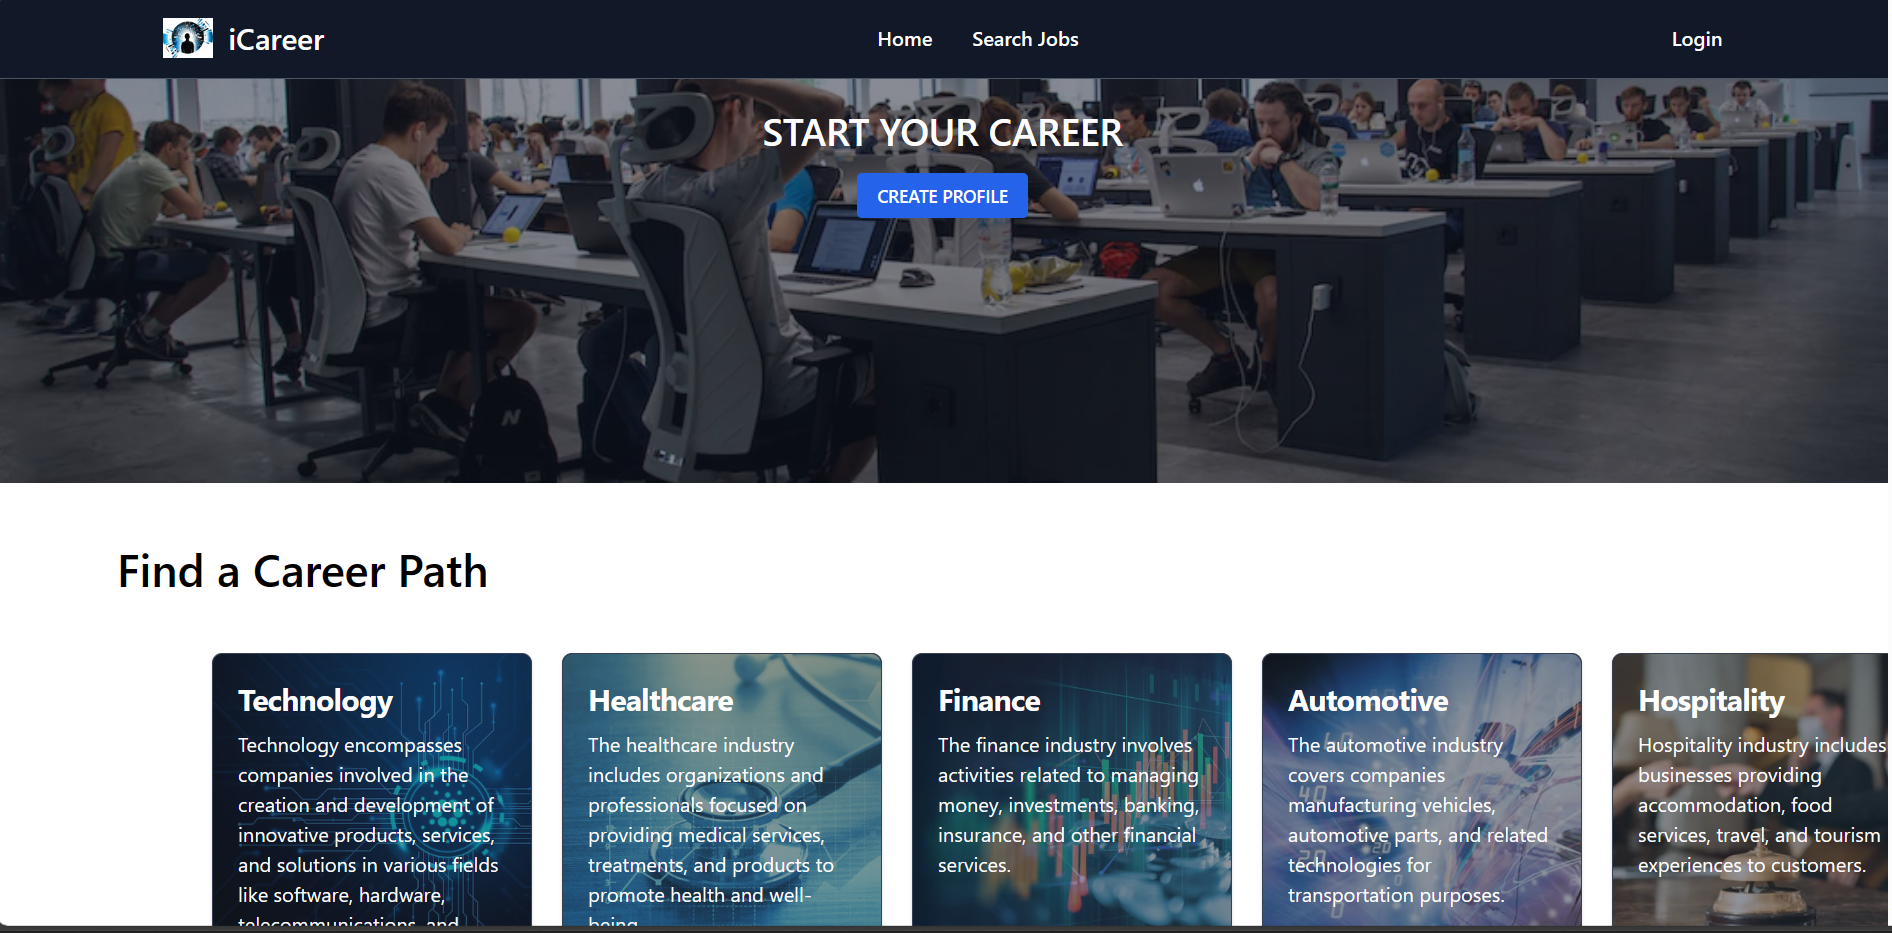 iCareer
Home
Search Jobs
Login
START YOUR CAREER
CREATE PROFILE
Find a Career Path
Technology
Technology encompasses
companies involved in the
creation and development of
innovative products, services,
and solutions in various fields
like software, hardware,
telecommunications, and
Healthcare
The healthcare industry
includes organizations and
professionals focused on
providing medical services,
treatments, and products to
promote health and well-
being.
Finance
The finance industry involves
activities related to managing
money, investments, banking,
insurance, and other financial
services.
Automotive
The automotive industry
covers companies
manufacturing vehicles,
automotive parts, and related
technologies for
transportation purposes.
Hospitality
Hospitality industry includes
businesses providing
accommodation, food
services, travel, and tourism
experiences to customers.